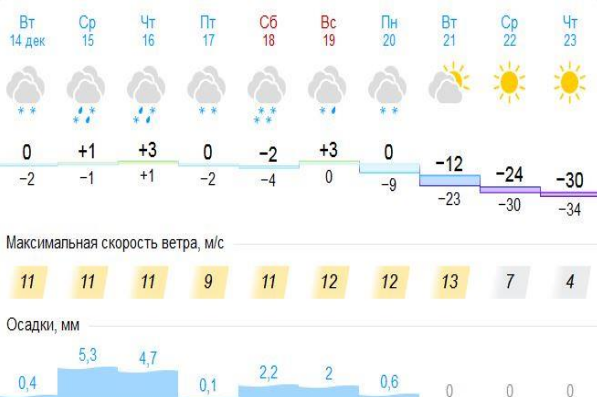 Вт Ср Чт Пт Сб Вс Пн Вт Ср Чт
14 дек 15 16 17 18 19 20 21 22 23
0 +1 +3 0 −2 +3 0 −12 −24 −30
−2 −1 +1 −2 −4 0 −9 −23 −30 −34
Максимальная скорость ветра, м/с
11 11 11 9 11 12 12 13 7 4
Осадки, мм
0,4 5,3 4,7 0,1 2,2 2 0,6 0 0 0